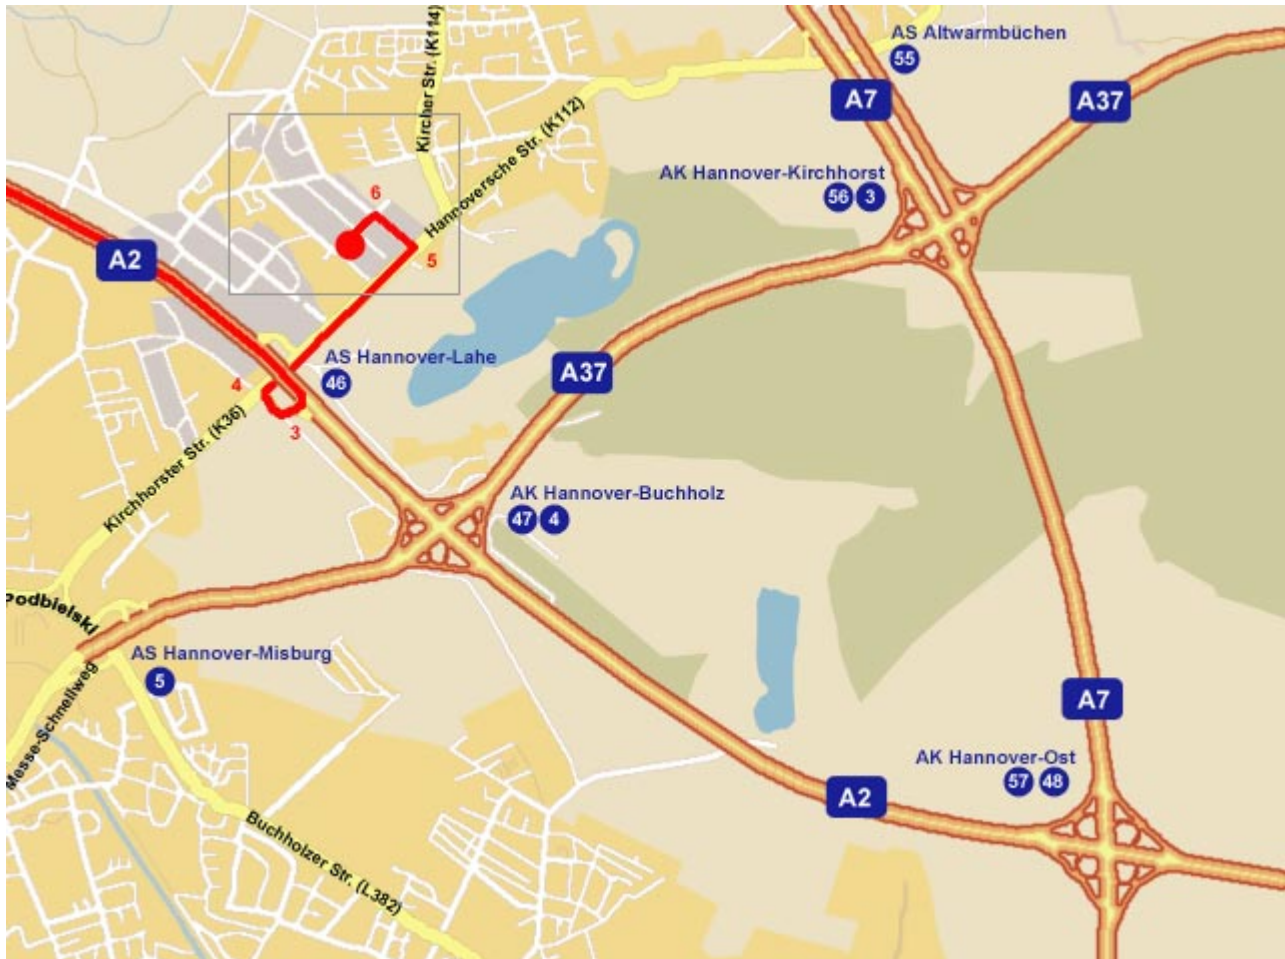 AS Altwarmbüchen
55
A7
A37
Kircher Str. (K114)
Hannoversche Str. (K112)
AK Hannover-Kirchhorst
56 3
6
5
A2
AS Hannover-Lahe
46
4
3
A37
Kirchhorster Str. (K36)
AK Hannover-Buchholz
47 4
Podbielski
AS Hannover-Misburg
5
Messe-Schnellweg
A7
AK Hannover-Ost
57 48
A2
Buchholzer Str. (L382)